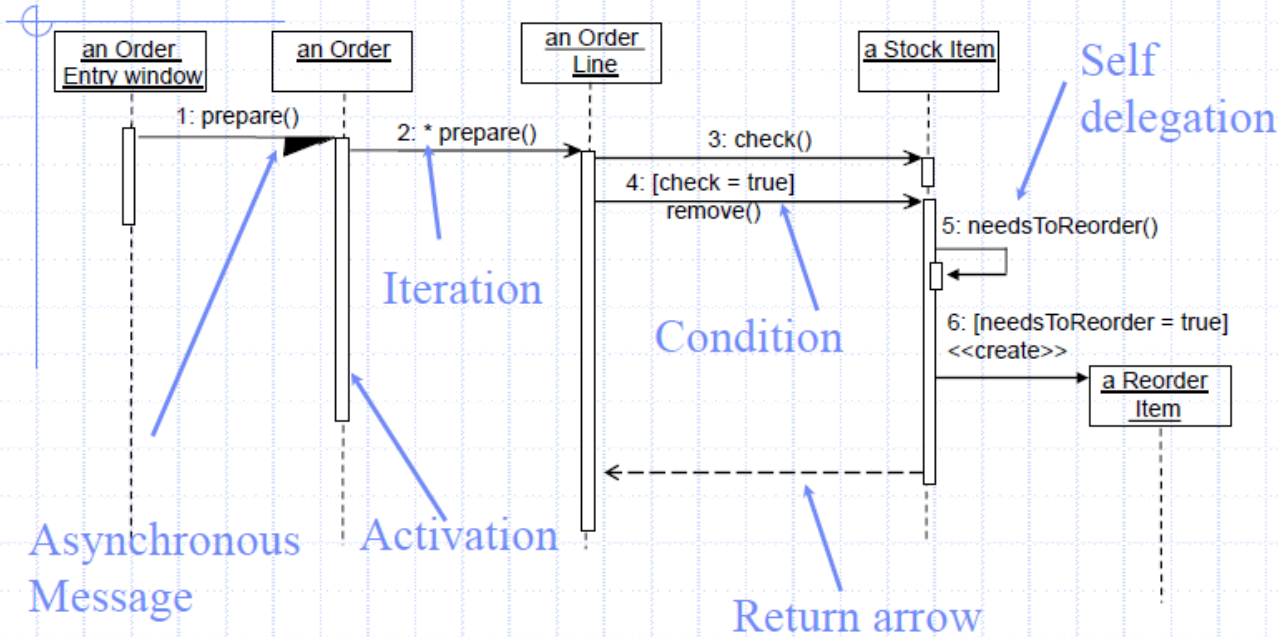 an Order
Entry window
an Order
an Order
Line
a Stock Item
Self
delegation
1: prepare()
2: * prepare()
3: check()
4: [check = true]
remove()
5: needsToReorder()
Iteration
Condition
6: [needsToReorder = true]
<<create>>
a Reorder
Item
Asynchronous
Message
Activation
Return arrow